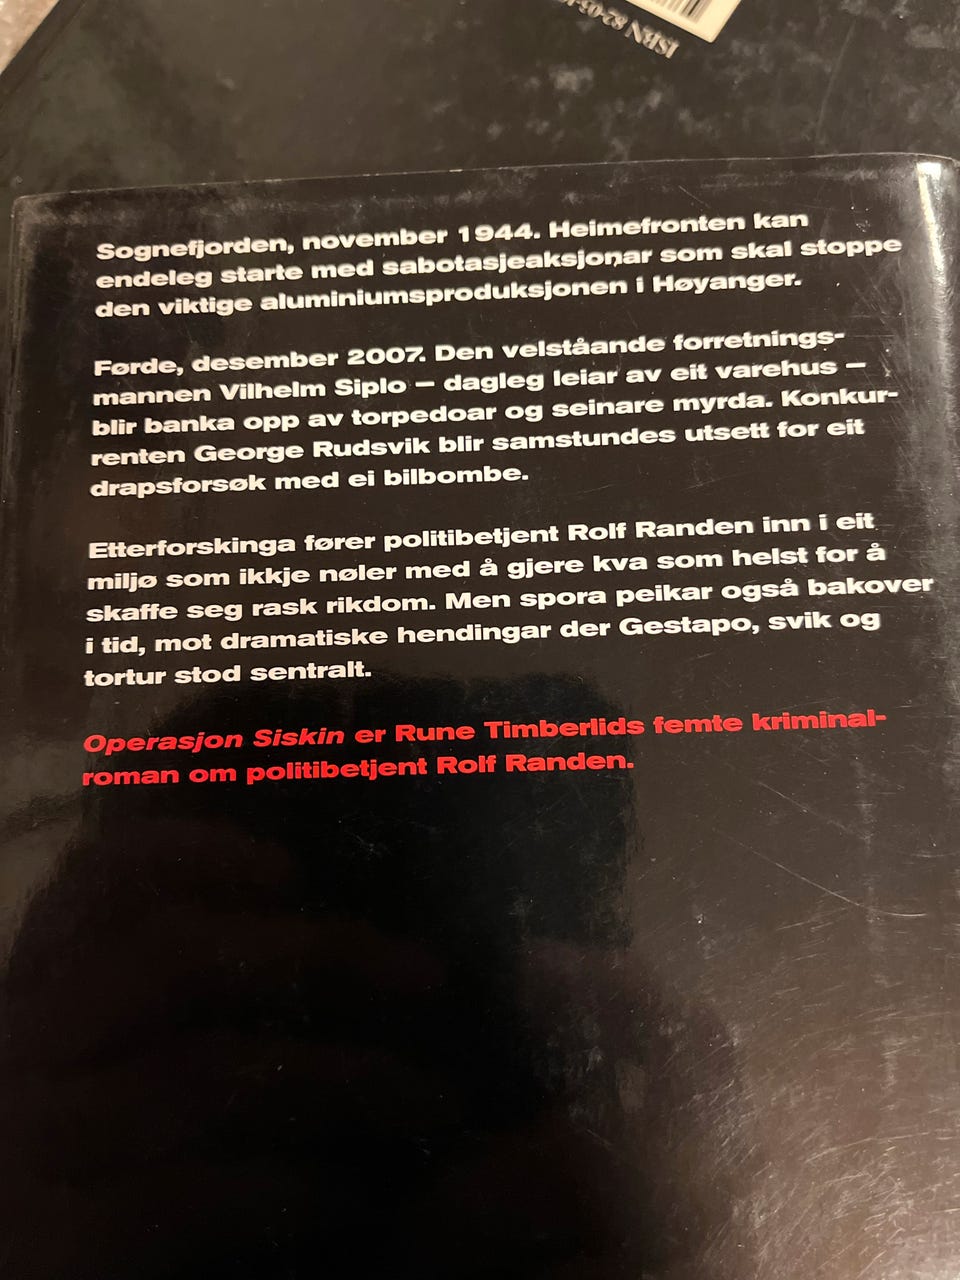 ISBN 82-03-
Sognefjorden, november 1944. Heimefronten kan
endeleg starte med sabotasjeaksjonar som skal stoppe
den viktige aluminiumsproduksjonen i Høyanger.
Førde, desember 2007. Den velståande forretnings-
mannen Vilhelm Siplo – dagleg leiar av eit varehus –
blir banka opp av torpedoar og seinare myrda. Konkur-
renten George Rudsvik blir samstundes utsett for eit
drapsforsøk med ei bilbombe.
Etterforskinga fører politibetjent Rolf Randen inn i eit
miljø som ikkje nøler med å gjere kva som helst for å
skaffe seg rask rikdom. Men spora peikar også bakover
i tid, mot dramatiske hendingar der Gestapo, svik og
tortur stod sentralt.
Operasjon Siskin er Rune Timberlids femte kriminal-
roman om politibetjent Rolf Randen.